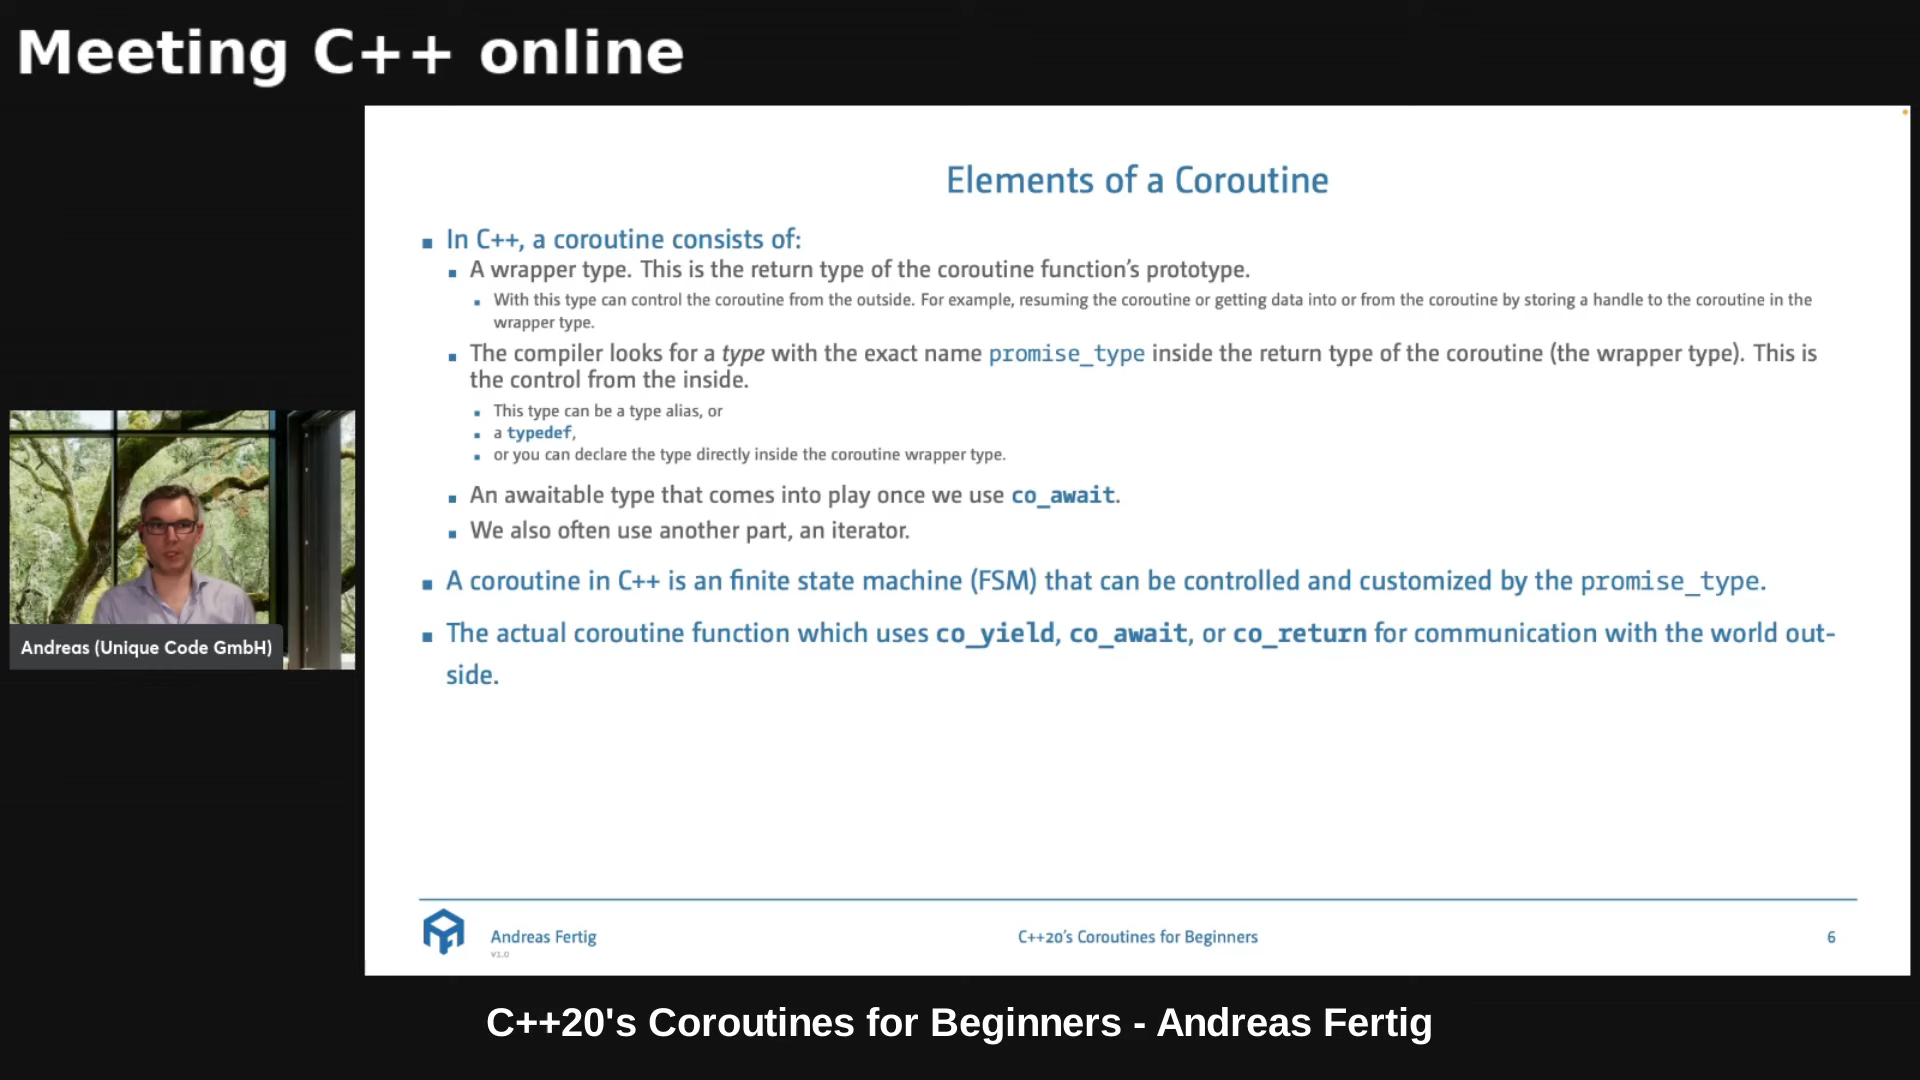 Meeting C++ online
Elements of a Coroutine
In C++, a coroutine consists of:
A wrapper type. This is the return type of the coroutine function's prototype.
With this type can control the coroutine from the outside. For example, resuming the coroutine or getting data into or from the coroutine by storing a handle to the coroutine in the
wrapper type.
The compiler looks for a type with the exact name promise_type inside the return type of the coroutine (the wrapper type). This is
the control from the inside.
This type can be a type alias, or
a typedef,
or you can declare the type directly inside the coroutine wrapper type.
An awaitable type that comes into play once we use co_await.
We also often use another part, an iterator.
A coroutine in C++ is an finite state machine (FSM) that can be controlled and customized by the promise_type.
The actual coroutine function which uses co_yield, co_await, or co_return for communication with the world out-
side.
Andreas (Unique Code GmbH)
Andreas Fertig
v1.0
C++20's Coroutines for Beginners
6
C++20's Coroutines for Beginners - Andreas Fertig